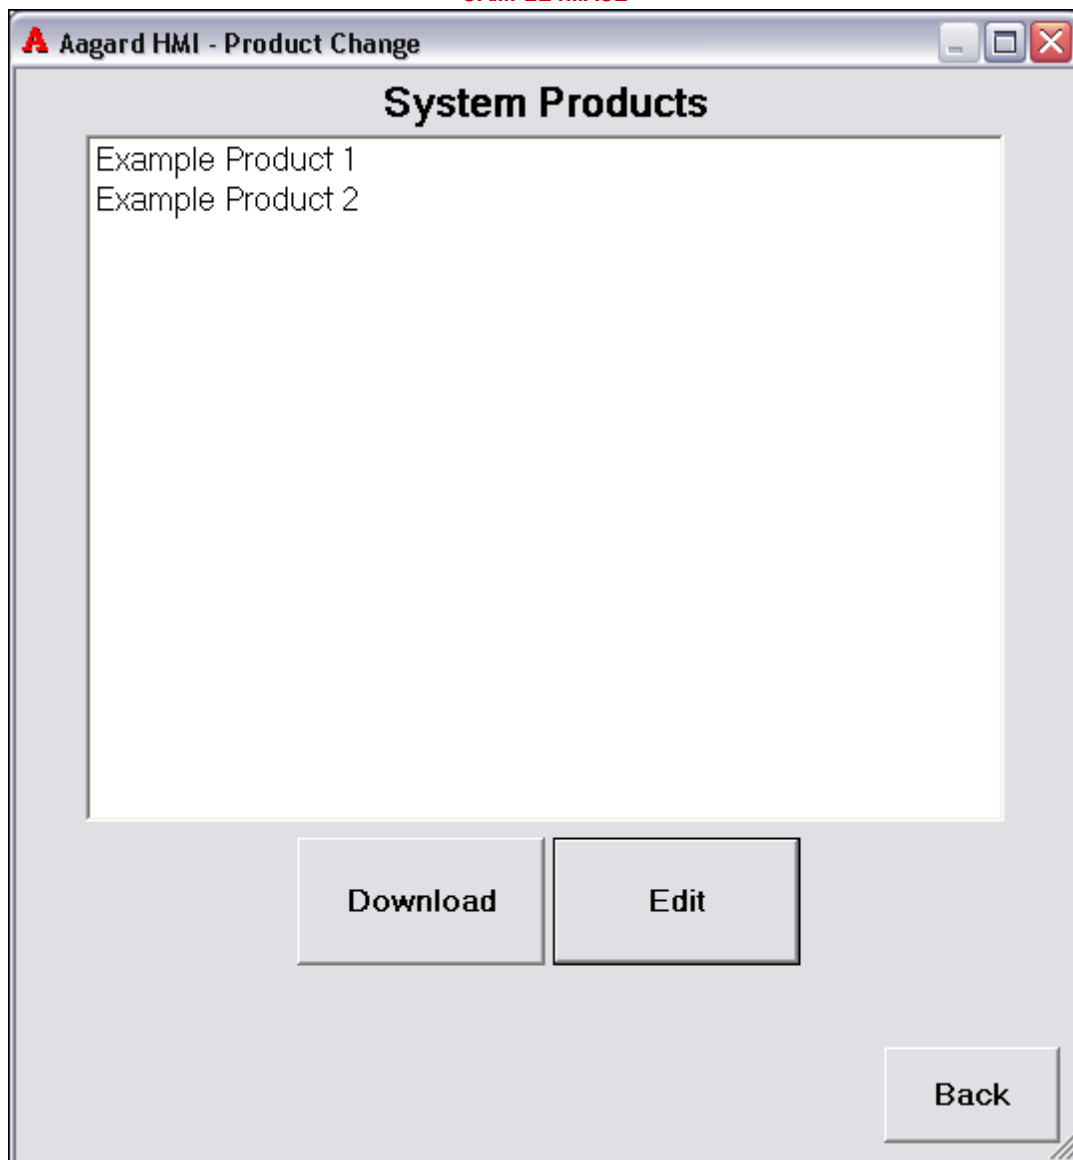 Aagard HMI - Product Change
System Products
Example Product 1
Example Product 2
Download
Edit
Back